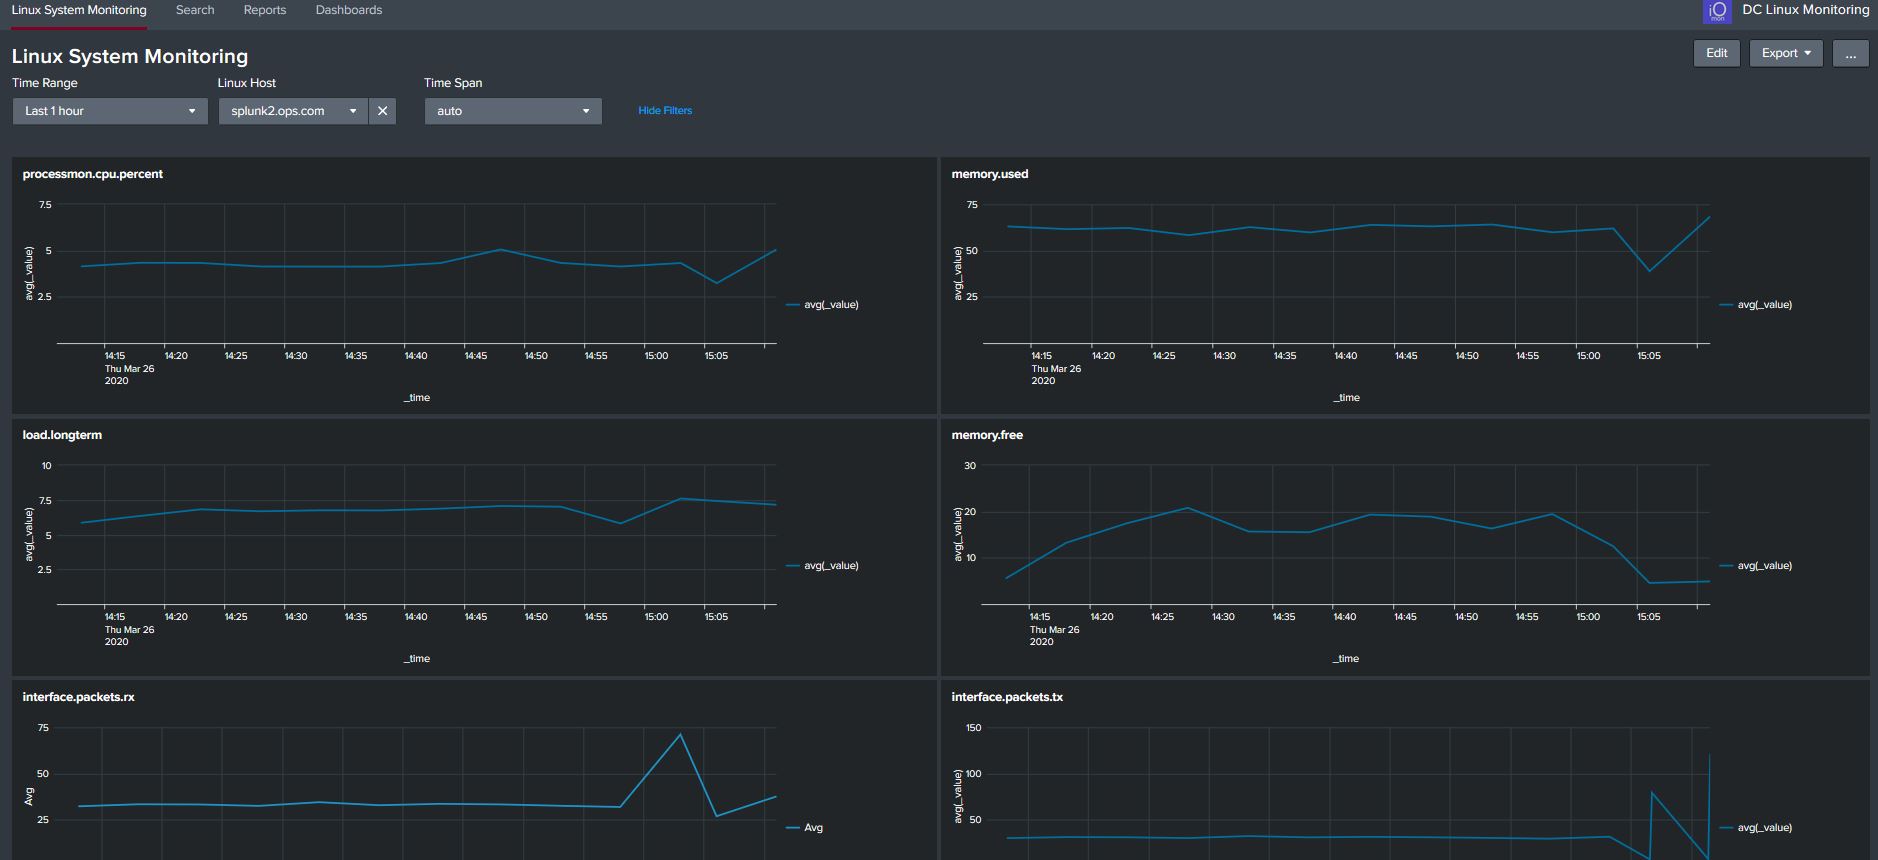 Linux System Monitoring Search Reports Dashboards iO mon DC Linux Monitoring
Linux System Monitoring Edit Export ...
Time Range Linux Host Time Span
Last 1 hour splunk2.ops.com auto Hide Filters
processmon.cpu.percent
7.5
5
2.5
avg(_value)
avg(_value)
14:15 14:20 14:25 14:30 14:35 14:40 14:45 14:50 14:55 15:00 15:05
Thu Mar 26
2020
_time
memory.used
75
50
25
avg(_value)
avg(_value)
14:15 14:20 14:25 14:30 14:35 14:40 14:45 14:50 14:55 15:00 15:05
Thu Mar 26
2020
_time
load.longterm
10
7.5
5
2.5
avg(_value)
avg(_value)
14:15 14:20 14:25 14:30 14:35 14:40 14:45 14:50 14:55 15:00 15:05
Thu Mar 26
2020
_time
memory.free
30
20
10
avg(_value)
avg(_value)
14:15 14:20 14:25 14:30 14:35 14:40 14:45 14:50 14:55 15:00 15:05
Thu Mar 26
2020
_time
interface.packets.rx
75
50
25
Avg
Avg
interface.packets.tx
150
100
50
avg(_value)
avg(_value)